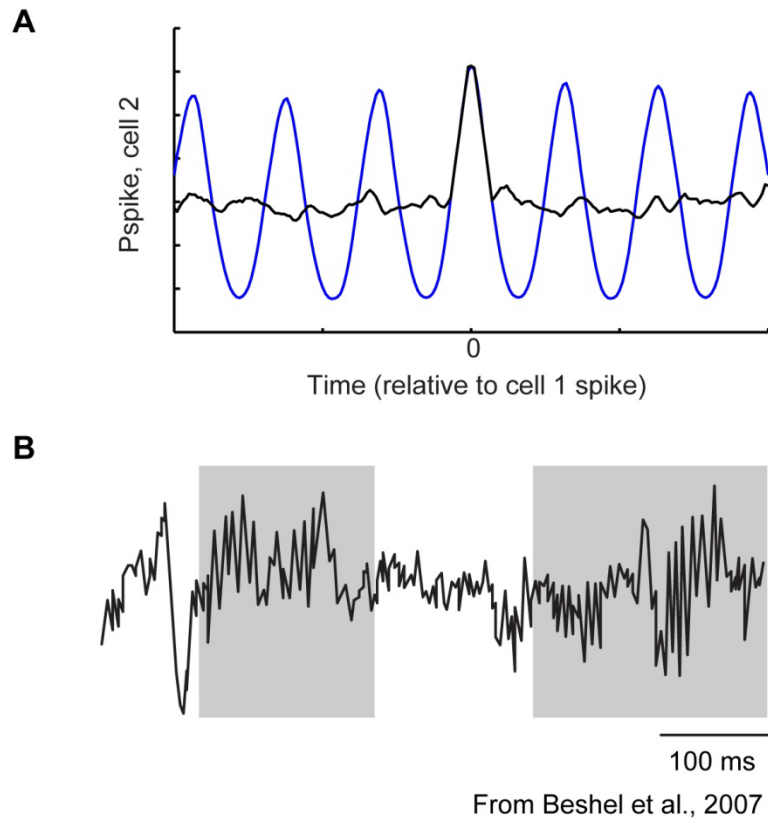 A
Pspike, cell 2
0
Time (relative to cell 1 spike)
B
100 ms
From Beshel et al., 2007